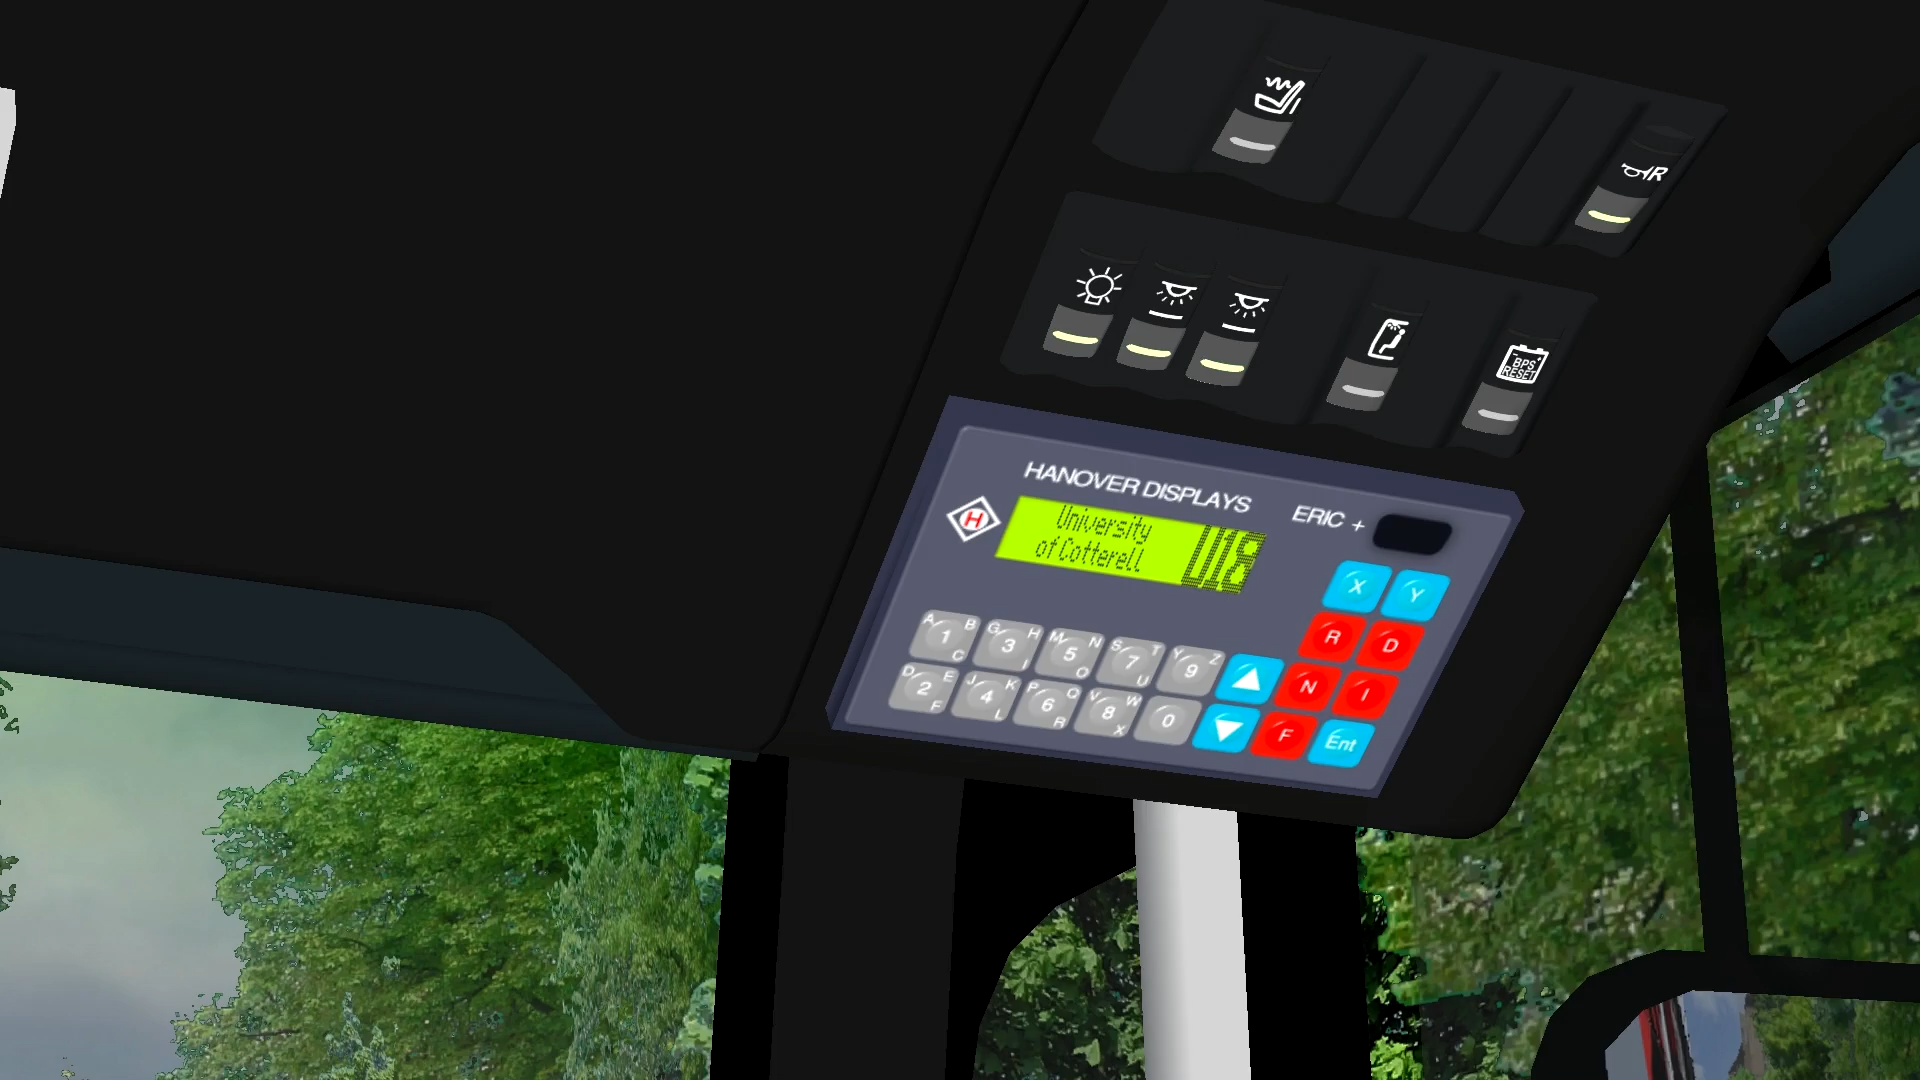 R
BPS
RESET
HANOVER DISPLAYS
ERIC +
H
University
of Cotterell
U18
X Y
R D
A 1 B C
G 3 H I
M 5 N O
S 7 T U
Y 9 Z
N I
D 2 E F
J 4 K L
P 6 Q R
V 8 W X
0
F Ent